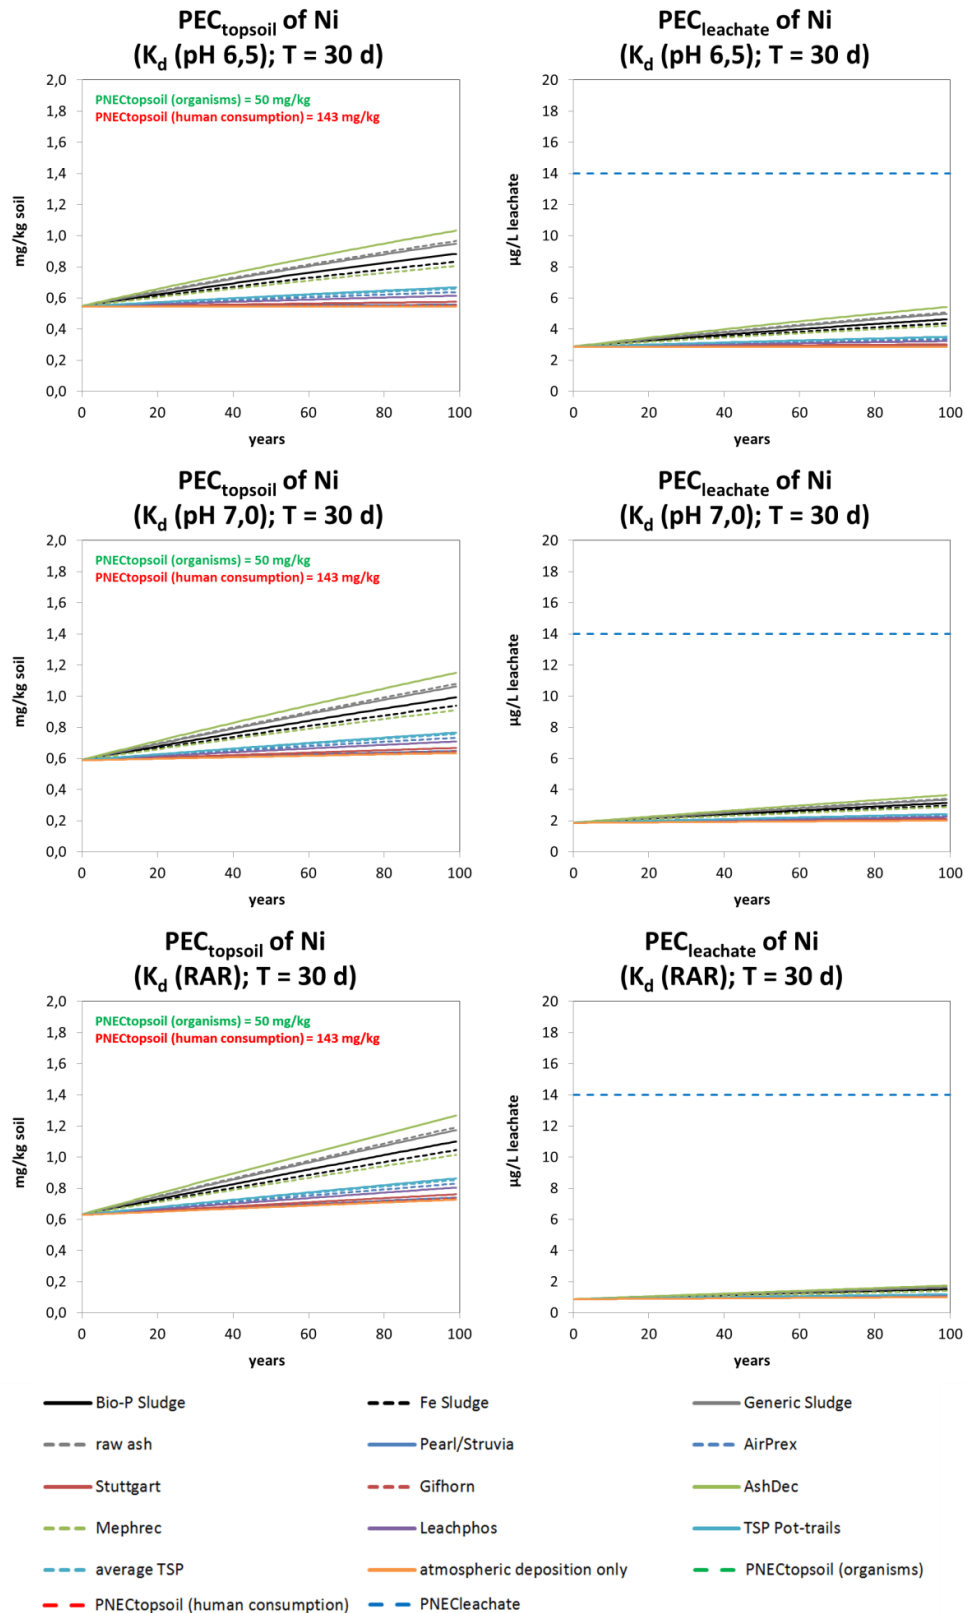 PECtopsoil of Ni
(Kd (pH 6,5); T = 30 d)
2,0
1,8
1,6
1,4
1,2
1,0
0,8
0,6
0,4
0,2
0,0
mg/kg soil
PNECtopsoil (organisms) = 50 mg/kg
PNECtopsoil (human consumption) = 143 mg/kg
0 20 40 60 80 100
years
PECleachate of Ni
(Kd (pH 6,5); T = 30 d)
20
18
16
14
12
10
8
6
4
2
0
µg/L leachate
0 20 40 60 80 100
years
PECtopsoil of Ni
(Kd (pH 7,0); T = 30 d)
2,0
1,8
1,6
1,4
1,2
1,0
0,8
0,6
0,4
0,2
0,0
mg/kg soil
PNECtopsoil (organisms) = 50 mg/kg
PNECtopsoil (human consumption) = 143 mg/kg
0 20 40 60 80 100
years
PECleachate of Ni
(Kd (pH 7,0); T = 30 d)
20
18
16
14
12
10
8
6
4
2
0
µg/L leachate
0 20 40 60 80 100
years
PECtopsoil of Ni
(Kd (RAR); T = 30 d)
2,0
1,8
1,6
1,4
1,2
1,0
0,8
0,6
0,4
0,2
0,0
mg/kg soil
PNECtopsoil (organisms) = 50 mg/kg
PNECtopsoil (human consumption) = 143 mg/kg
0 20 40 60 80 100
years
PECleachate of Ni
(Kd (RAR); T = 30 d)
20
18
16
14
12
10
8
6
4
2
0
µg/L leachate
0 20 40 60 80 100
years
Bio-P Sludge Fe Sludge Generic Sludge
raw ash Pearl/Struvia AirPrex
Stuttgart Gifhorn AshDec
Mephrec Leachphos TSP Pot-trails
average TSP atmospheric deposition only PNECtopsoil (organisms)
PNECtopsoil (human consumption) PNECleachate